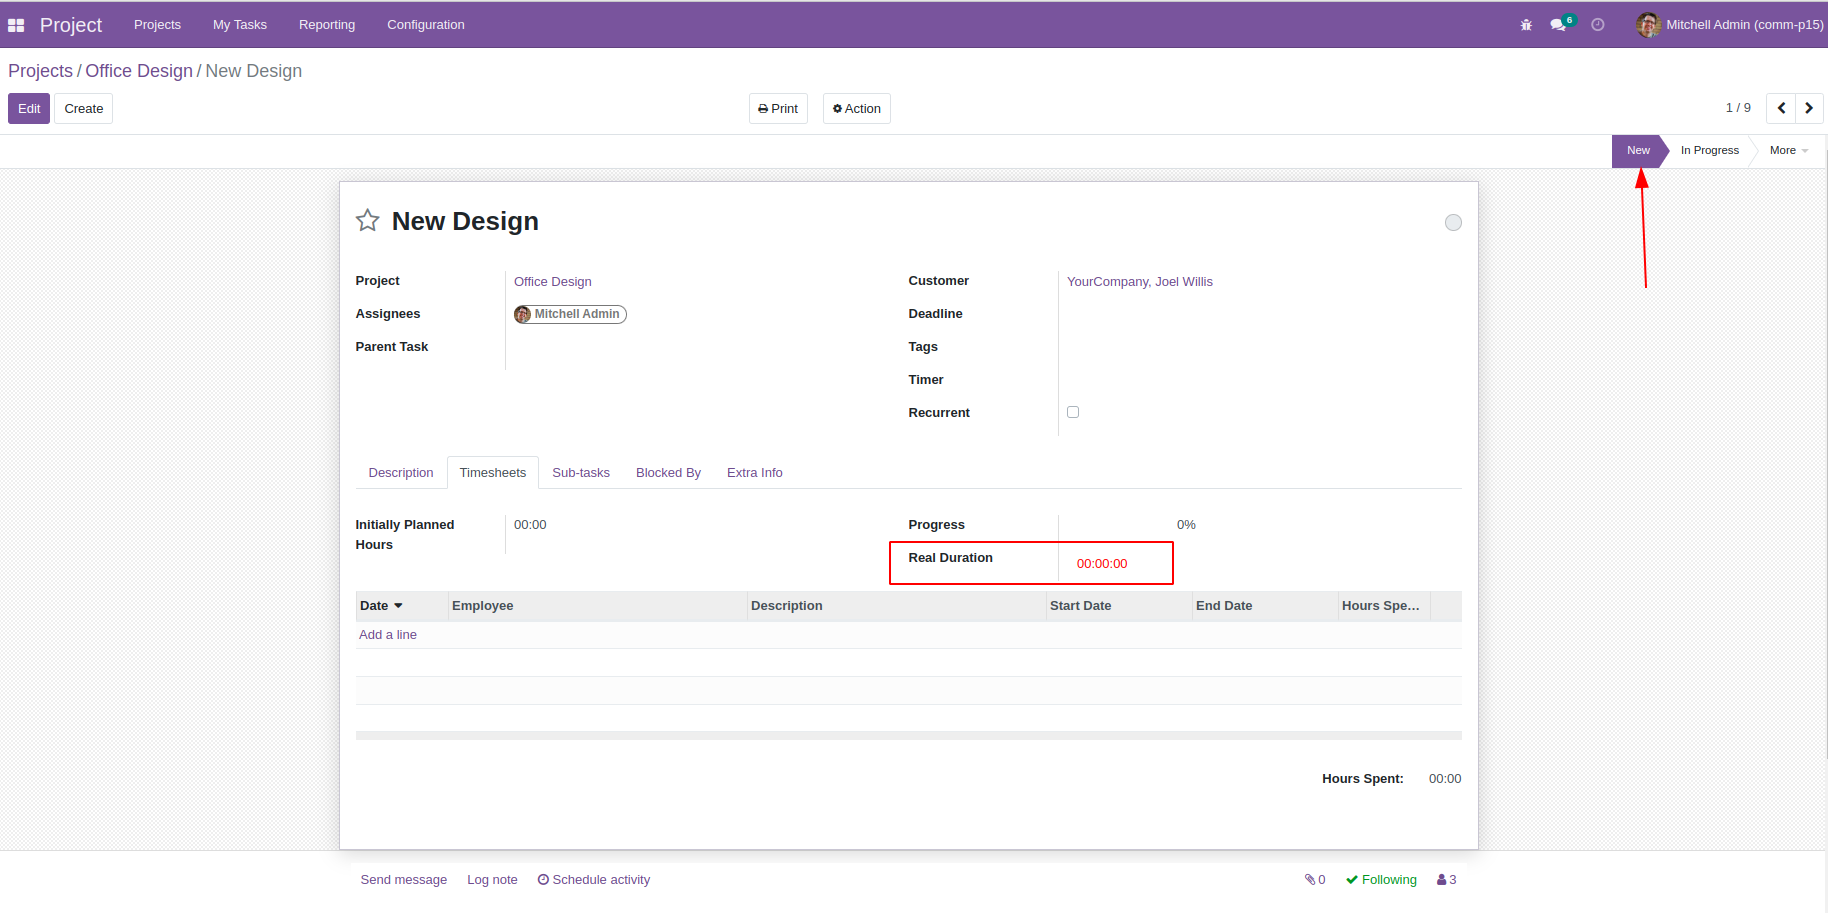 Project Projects My Tasks Reporting Configuration 6 Mitchell Admin (comm-p15)
Projects / Office Design / New Design
Edit Create Print Action 1 / 9
New In Progress More
New Design
Project Office Design Customer YourCompany, Joel Willis
Assignees Mitchell Admin Deadline
Parent Task Tags
Timer
Recurrent
Description Timesheets Sub-tasks Blocked By Extra Info
Initially Planned Hours 00:00 Progress 0%
Real Duration 00:00:00
Date Employee Description Start Date End Date Hours Spe...
Add a line
Hours Spent: 00:00
Send message Log note Schedule activity 0 Following 3